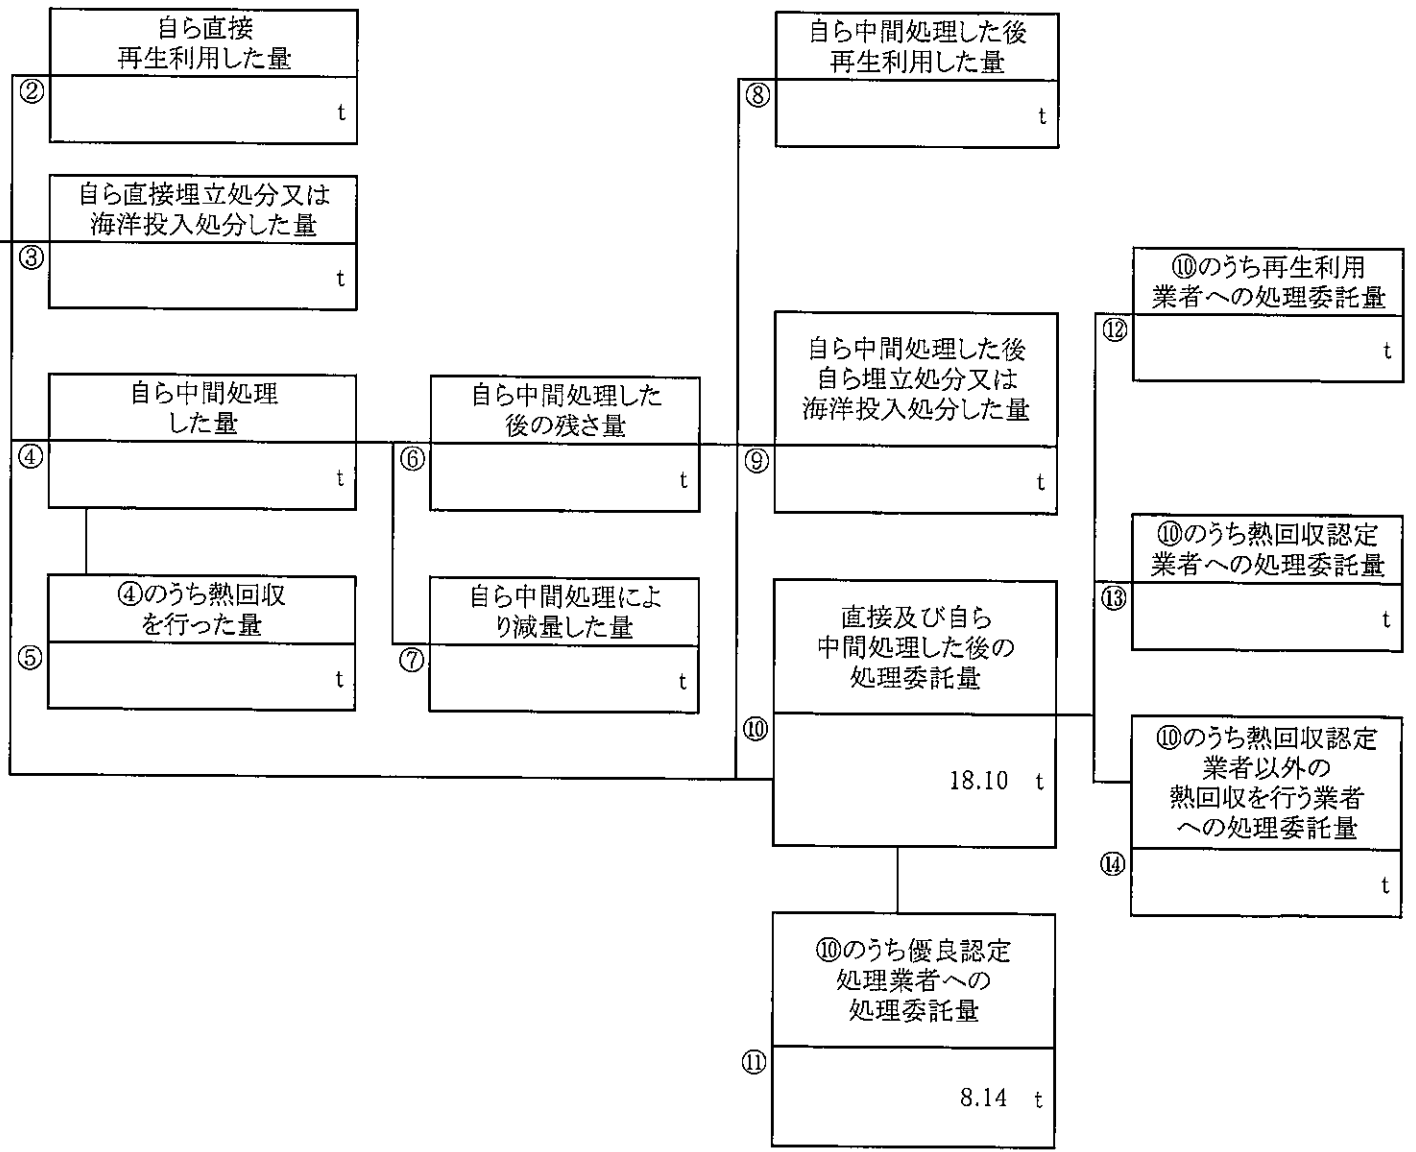 自ら直接
再生利用した量
②
t
自ら直接埋立処分又は
海洋投入処分した量
③
t
自ら中間処理
した量
④
t
④のうち熱回収
を行った量
⑤
t
自ら中間処理した
後の残さ量
⑥
t
自ら中間処理によ
り減量した量
⑦
t
自ら中間処理した後
再生利用した量
⑧
t
自ら中間処理した後
自ら埋立処分又は
海洋投入処分した量
⑨
t
直接及び自ら
中間処理した後の
処理委託量
⑩
18.10 t
⑩のうち優良認定
処理業者への
処理委託量
⑪
8.14 t
⑩のうち再生利用
業者への処理委託量
⑫
t
⑩のうち熱回収認定
業者への処理委託量
⑬
t
⑩のうち熱回収認定
業者以外の
熱回収を行う業者
への処理委託量
⑭
t